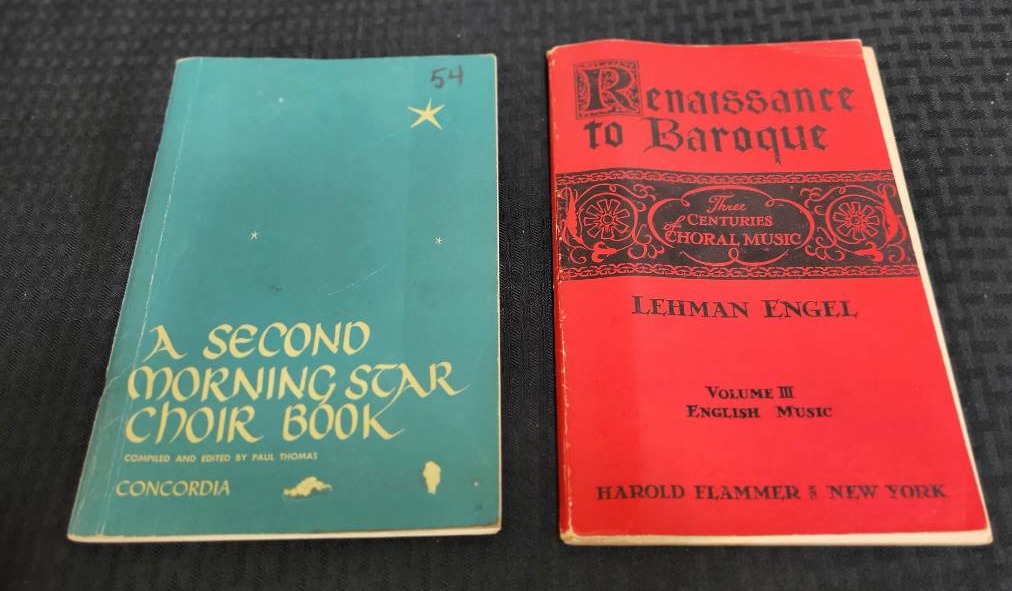 54
A SECOND
MORNING STAR
CHOIR BOOK
COMPILED AND EDITED BY PAUL THOMAS
CONCORDIA
Renaissance
to Baroque
Three
CENTURIES
of CHORAL MUSIC
LEHMAN ENGEL
VOLUME III
ENGLISH MUSIC
HAROLD FLAMMER NEW YORK